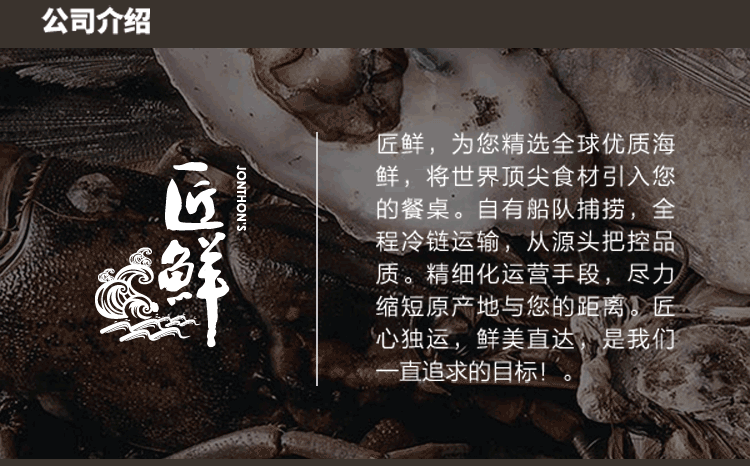 公司介绍
匠鲜
JONTHON'S
匠鲜，为您精选全球优质海
鲜，将世界顶尖食材引入您
的餐桌。自有船队捕捞，全
程冷链运输，从源头把控品
质。精细化运营手段，尽力
缩短原产地与您的距离。匠
心独运，鲜美直达，是我们
一直追求的目标！。